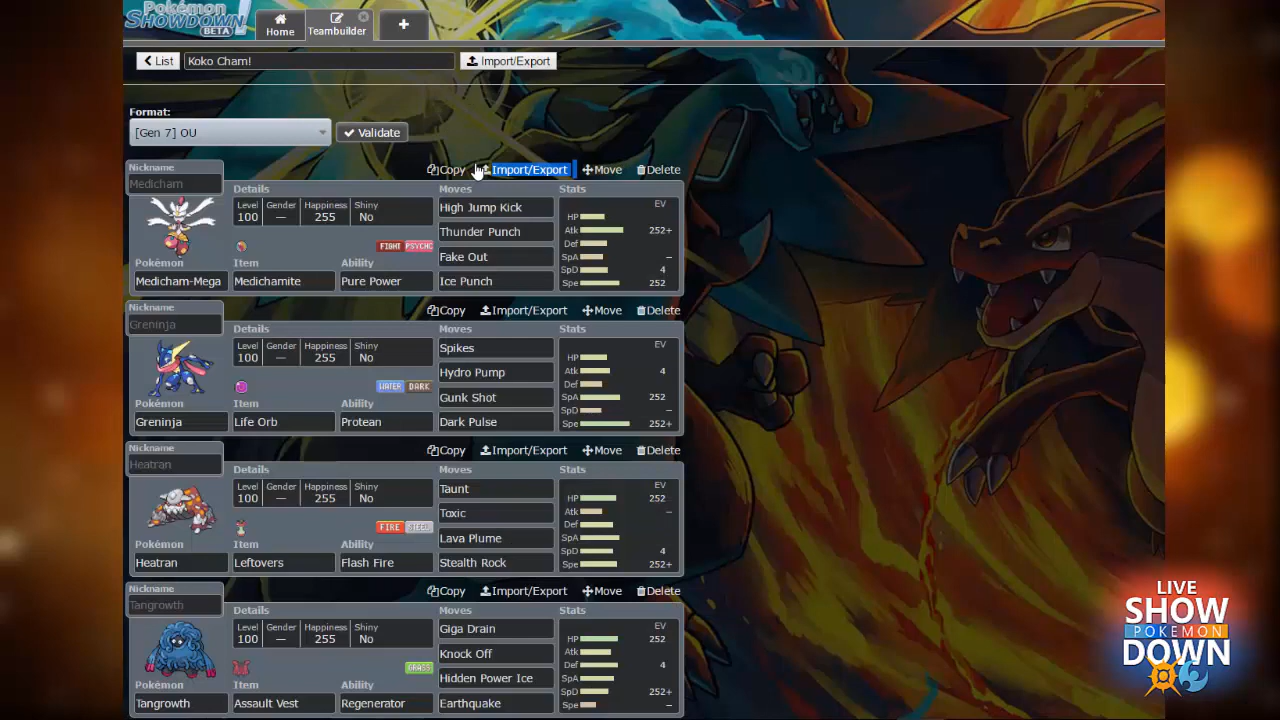 Pokémon
SHOWDOWN!
BETA
Home
Teambuilder
List
Koko Cham!
Import/Export
Format:
[Gen 7] OU
Validate
Copy Import/Export Move Delete
Nickname
Medicham
Details
Level Gender Happiness Shiny
100 — 255 No
FIGHT PSYCHC
Pokémon Item Ability
Medicham-Mega Medichamite Pure Power
Moves
High Jump Kick
Thunder Punch
Fake Out
Ice Punch
Stats
EV
HP
Atk 252+
Def
SpA –
SpD 4
Spe 252
Copy Import/Export Move Delete
Nickname
Greninja
Details
Level Gender Happiness Shiny
100 — 255 No
WATER DARK
Pokémon Item Ability
Greninja Life Orb Protean
Moves
Spikes
Hydro Pump
Gunk Shot
Dark Pulse
Stats
EV
HP
Atk 4
Def
SpA 252
SpD –
Spe 252+
Copy Import/Export Move Delete
Nickname
Heatran
Details
Level Gender Happiness Shiny
100 — 255 No
FIRE STEEL
Pokémon Item Ability
Heatran Leftovers Flash Fire
Moves
Taunt
Toxic
Lava Plume
Stealth Rock
Stats
EV
HP 252
Atk –
Def
SpA
SpD 4
Spe 252+
Copy Import/Export Move Delete
Nickname
Tangrowth
Details
Level Gender Happiness Shiny
100 — 255 No
GRASS
Pokémon Item Ability
Tangrowth Assault Vest Regenerator
Moves
Giga Drain
Knock Off
Hidden Power Ice
Earthquake
Stats
EV
HP 252
Atk
Def 4
SpA
SpD 252+
Spe –
LIVE
SHOW
POKEMON
DOWN